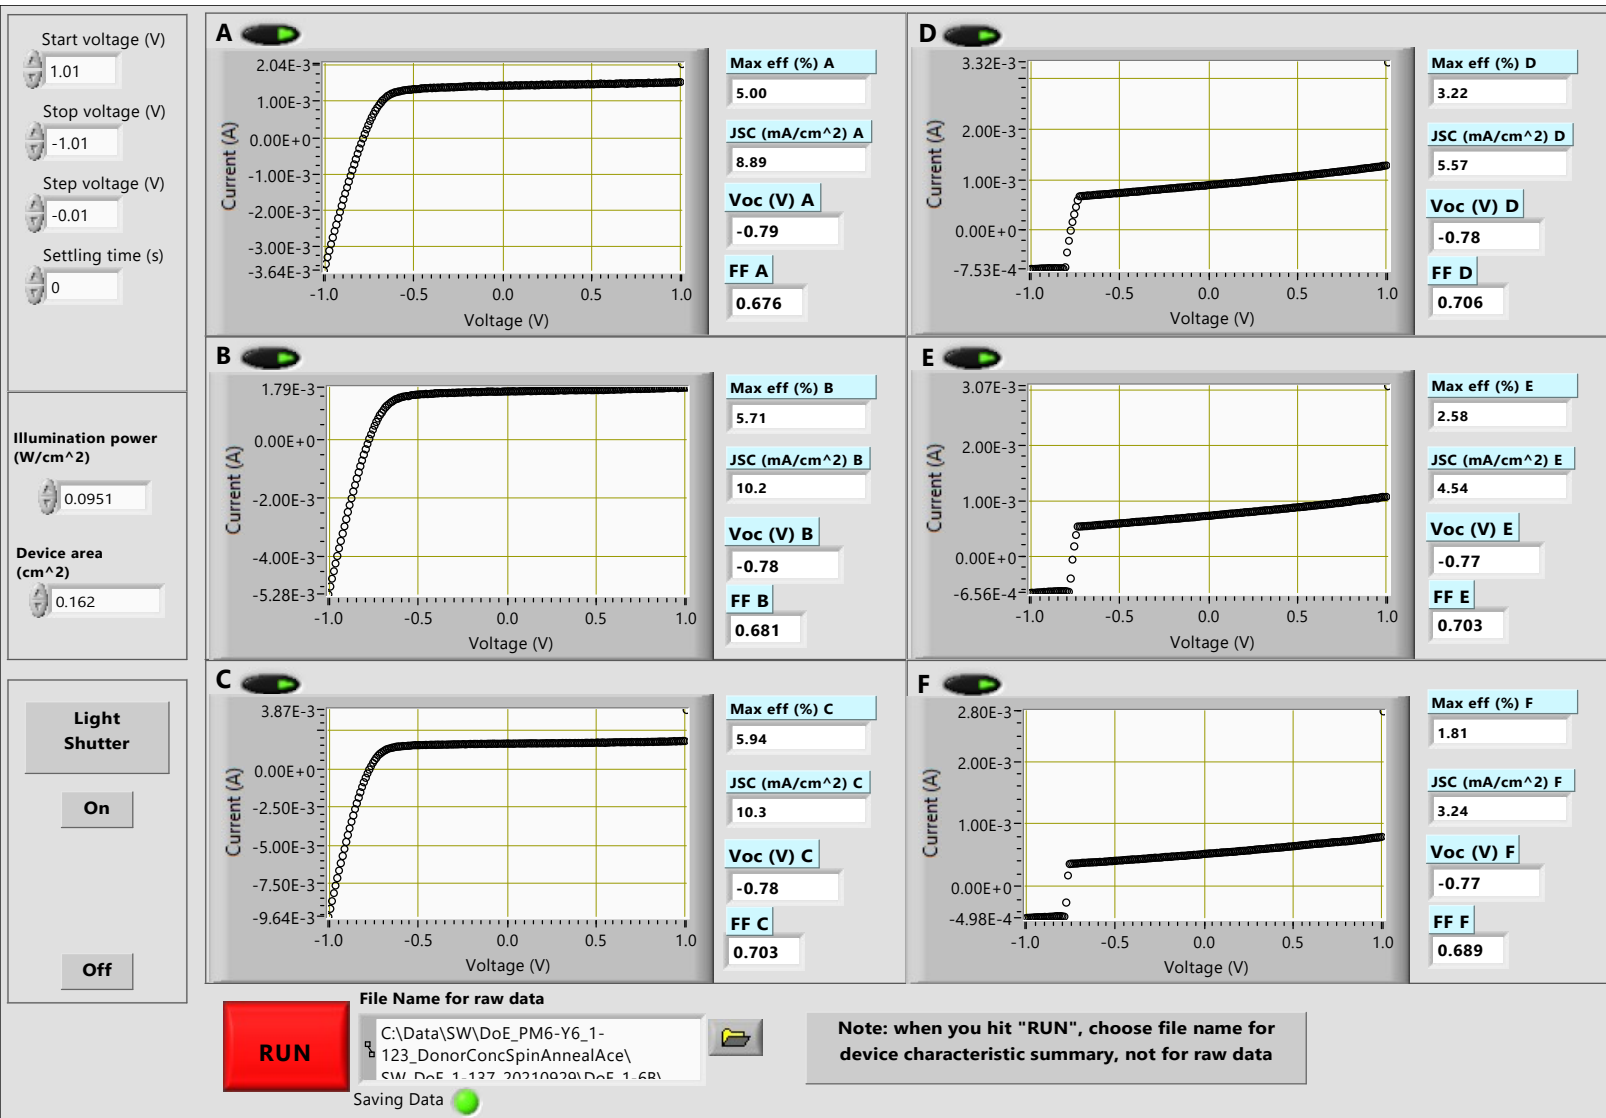 Start voltage (V)
1.01
Stop voltage (V)
-1.01
Step voltage (V)
-0.01
Settling time (s)
0
Illumination power
(W/cm^2)
0.0951
Device area
(cm^2)
0.162
Light
Shutter
On
Off
A
2.04E-3
1.00E-3
0.00E+0
-1.00E-3
-2.00E-3
-3.00E-3
-3.64E-3
Current (A)
-1.0 -0.5 0.0 0.5 1.0
Voltage (V)
Max eff (%) A
5.00
JSC (mA/cm^2) A
8.89
Voc (V) A
-0.79
FF A
0.676
B
1.79E-3
0.00E+0
-2.00E-3
-4.00E-3
-5.28E-3
Current (A)
-1.0 -0.5 0.0 0.5 1.0
Voltage (V)
Max eff (%) B
5.71
JSC (mA/cm^2) B
10.2
Voc (V) B
-0.78
FF B
0.681
C
3.87E-3
0.00E+0
-2.50E-3
-5.00E-3
-7.50E-3
-9.64E-3
Current (A)
-1.0 -0.5 0.0 0.5 1.0
Voltage (V)
Max eff (%) C
5.94
JSC (mA/cm^2) C
10.3
Voc (V) C
-0.78
FF C
0.703
D
3.32E-3
2.00E-3
1.00E-3
0.00E+0
-7.53E-4
Current (A)
-1.0 -0.5 0.0 0.5 1.0
Voltage (V)
Max eff (%) D
3.22
JSC (mA/cm^2) D
5.57
Voc (V) D
-0.78
FF D
0.706
E
3.07E-3
2.00E-3
1.00E-3
0.00E+0
-6.56E-4
Current (A)
-1.0 -0.5 0.0 0.5 1.0
Voltage (V)
Max eff (%) E
2.58
JSC (mA/cm^2) E
4.54
Voc (V) E
-0.77
FF E
0.703
F
2.80E-3
2.00E-3
1.00E-3
0.00E+0
-4.98E-4
Current (A)
-1.0 -0.5 0.0 0.5 1.0
Voltage (V)
Max eff (%) F
1.81
JSC (mA/cm^2) F
3.24
Voc (V) F
-0.77
FF F
0.689
RUN
File Name for raw data
C:\Data\SW\DoE_PM6-Y6_1-
123_DonorConcSpinAnnealAce\
SW_DoE_1-137_20210929\DoE_1-6B\
Saving Data
Note: when you hit "RUN", choose file name for
device characteristic summary, not for raw data